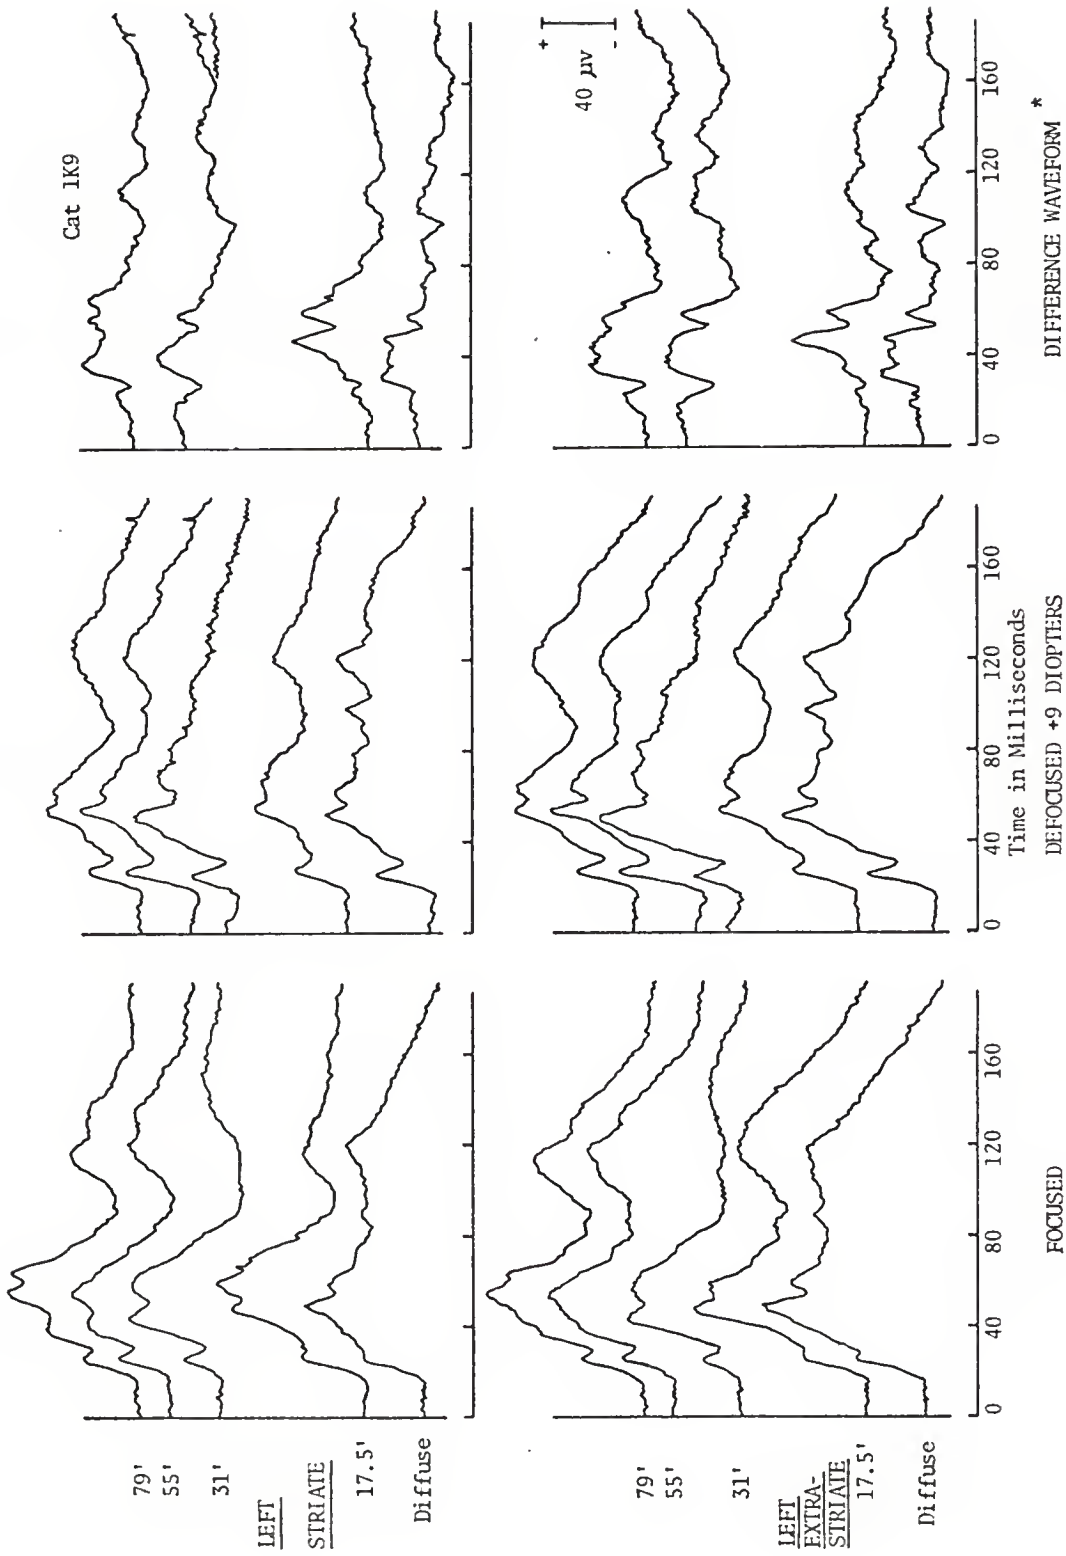 Cat 1K9
79'
55'
31'
LEFT
STRIATE
17.5'
Diffuse
+
40 µv
-
79'
55'
31'
LEFT
EXTRA-
STRIATE
17.5'
Diffuse
0 40 80 120 160
0 40 80 120 160
0 40 80 120 160
Time in Milliseconds
FOCUSED
DEFOCUSED +9 DIOPTERS
DIFFERENCE WAVEFORM *